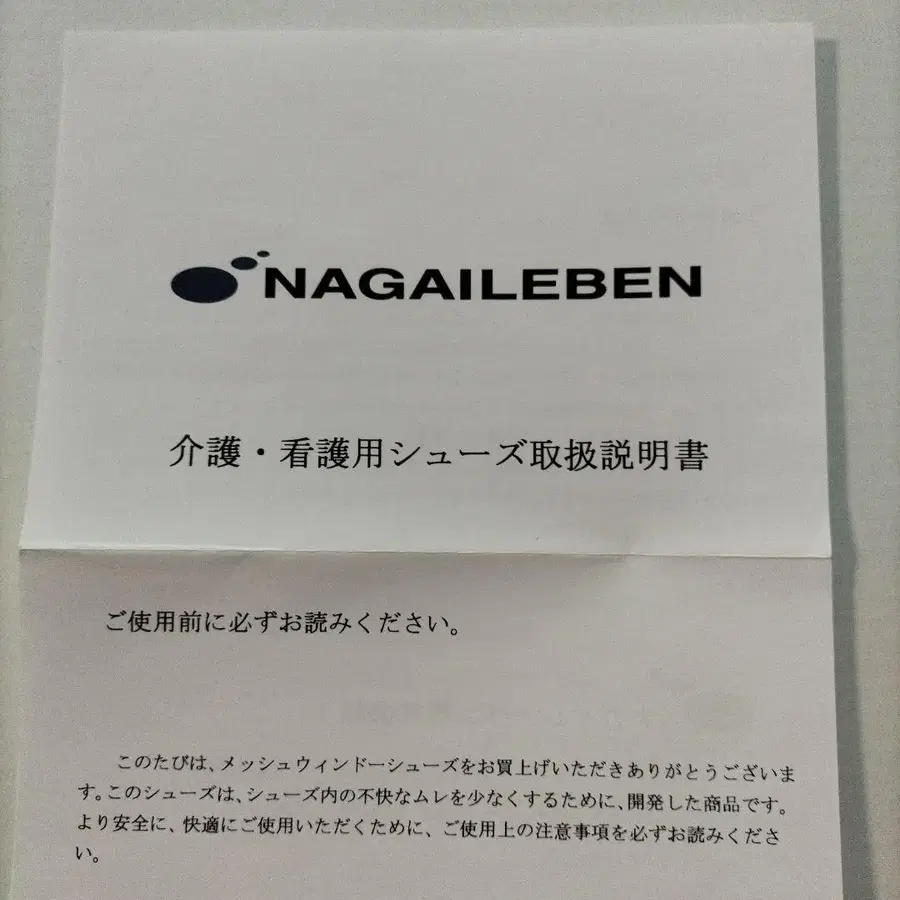 NAGAILEBEN
介護・看護用シューズ取扱説明書
ご使用前に必ずお読みください。
このたびは、メッシュウィンドーシューズをお買上げいただきありがとうございま
す。このシューズは、シューズ内の不快なムレを少なくするために、開発した商品です。
より安全に、快適にご使用いただくために、ご使用上の注意事項を必ずお読みくださ
い。